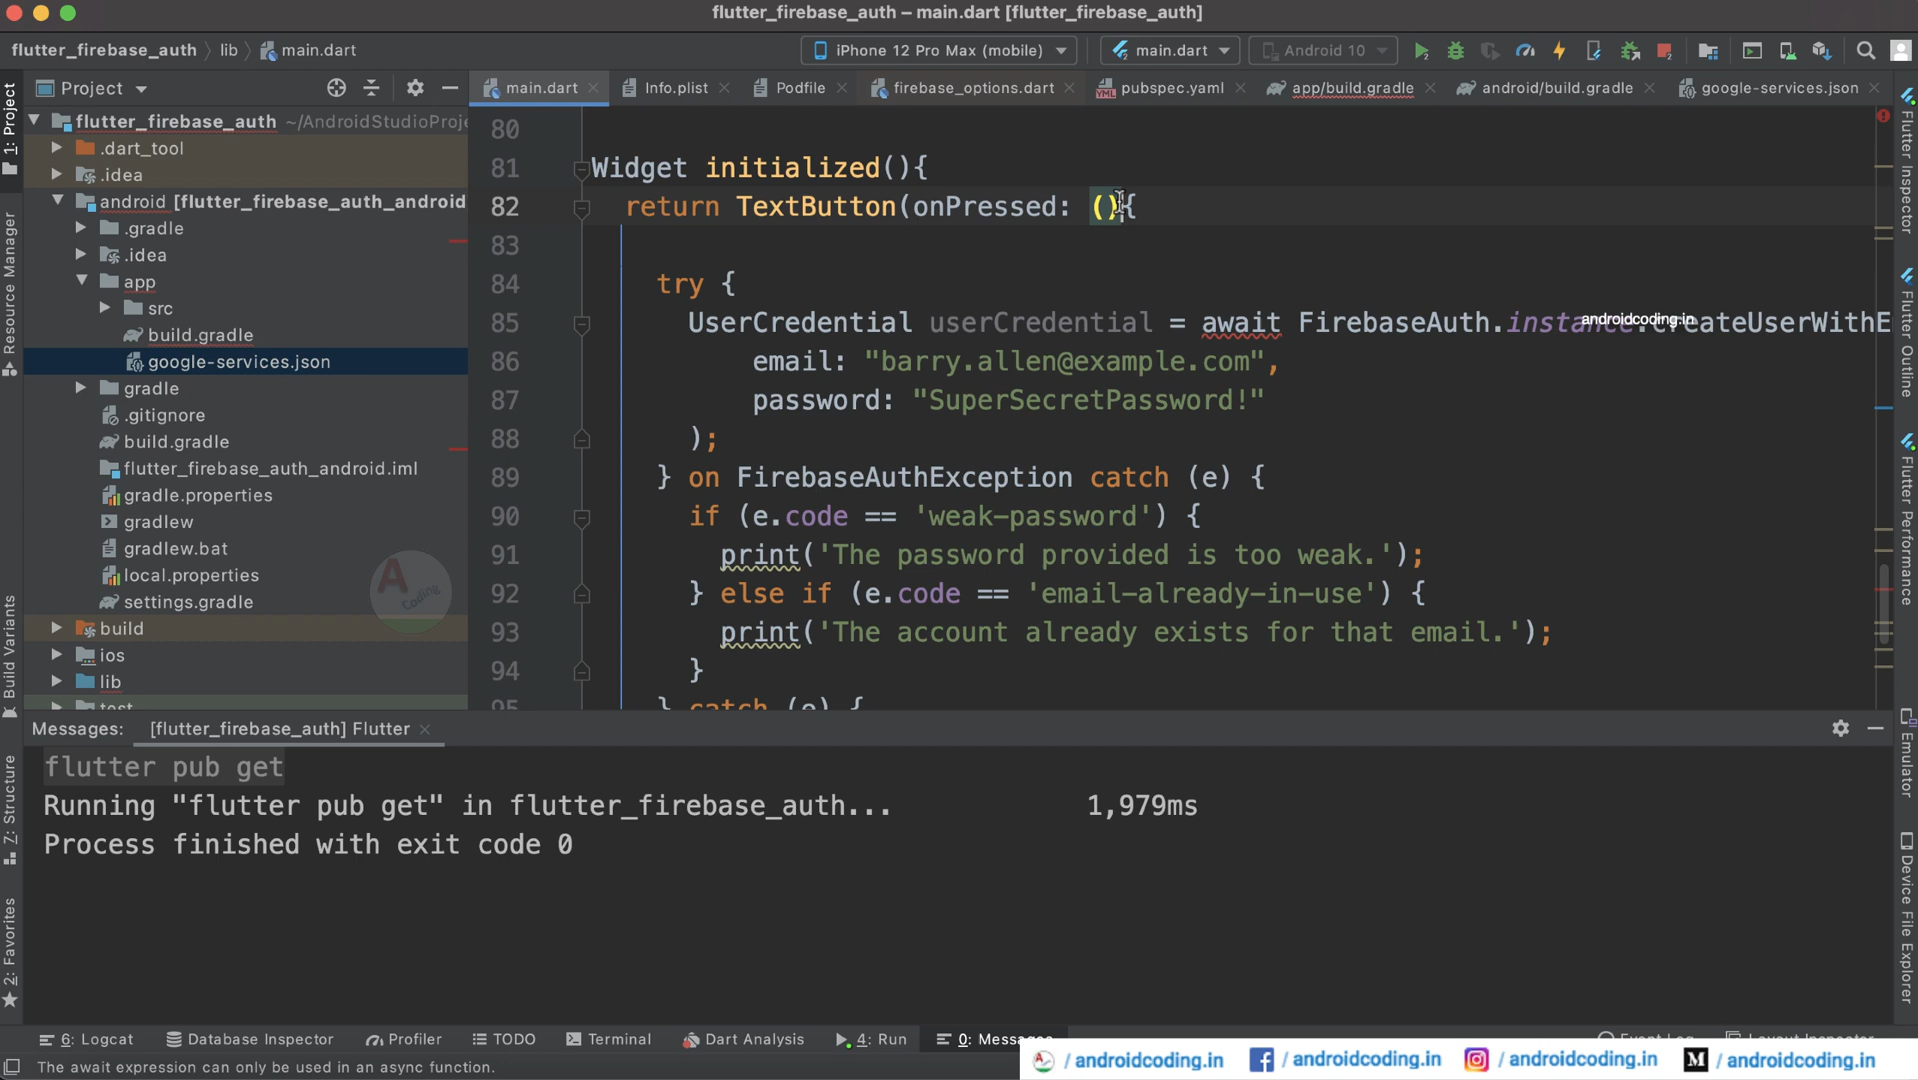 flutter_firebase_auth – main.dart [flutter_firebase_auth]
flutter_firebase_auth
lib
main.dart
iPhone 12 Pro Max (mobile)
main.dart
Android 10
Project
main.dart
Info.plist
Podfile
firebase_options.dart
pubspec.yaml
app/build.gradle
android/build.gradle
google-services.json
1: Project
Resource Manager
Build Variants
7: Structure
2: Favorites
flutter_firebase_auth ~/AndroidStudioProje
.dart_tool
.idea
android [flutter_firebase_auth_android
.gradle
.idea
app
src
build.gradle
google-services.json
gradle
.gitignore
build.gradle
flutter_firebase_auth_android.iml
gradle.properties
gradlew
gradlew.bat
local.properties
settings.gradle
build
ios
lib
test
A Coding
80
81 Widget initialized(){
82 return TextButton(onPressed: (){
83
84 try {
85 UserCredential userCredential = await FirebaseAuth.instance.createUserWithE
androidcoding.in
86 email: "barry.allen@example.com",
87 password: "SuperSecretPassword!"
88 );
89 } on FirebaseAuthException catch (e) {
90 if (e.code == 'weak-password') {
91 print('The password provided is too weak.');
92 } else if (e.code == 'email-already-in-use') {
93 print('The account already exists for that email.');
94 }
95 } catch (e) {
Flutter Inspector
Flutter Outline
Flutter Performance
Emulator
Device File Explorer
Messages:
[flutter_firebase_auth] Flutter
flutter pub get
Running "flutter pub get" in flutter_firebase_auth... 1,979ms
Process finished with exit code 0
6: Logcat
Database Inspector
Profiler
TODO
Terminal
Dart Analysis
4: Run
0: Messages
Event Log
Layout Inspector
The await expression can only be used in an async function.
/ androidcoding.in
/ androidcoding.in
/ androidcoding.in
/ androidcoding.in